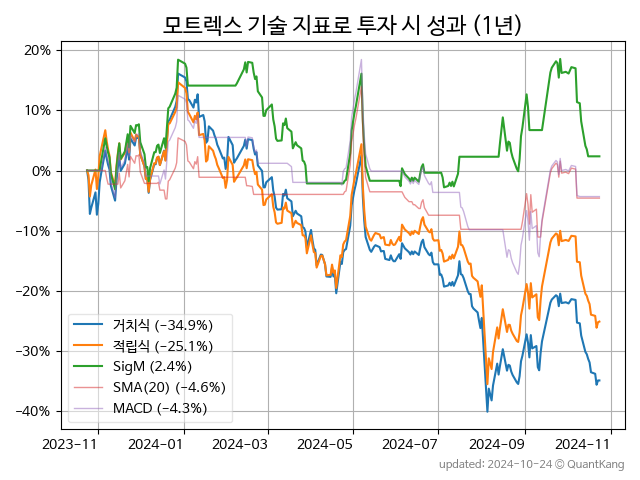 모트렉스 기술 지표로 투자 시 성과 (1년)
20%
10%
0%
−10%
−20%
−30%
−40%
거치식 (−34.9%)
적립식 (−25.1%)
SigM (2.4%)
SMA(20) (−4.6%)
MACD (−4.3%)
2023−11 2024−01 2024−03 2024−05 2024−07 2024−09 2024−11
updated: 2024-10-24 © QuantKang